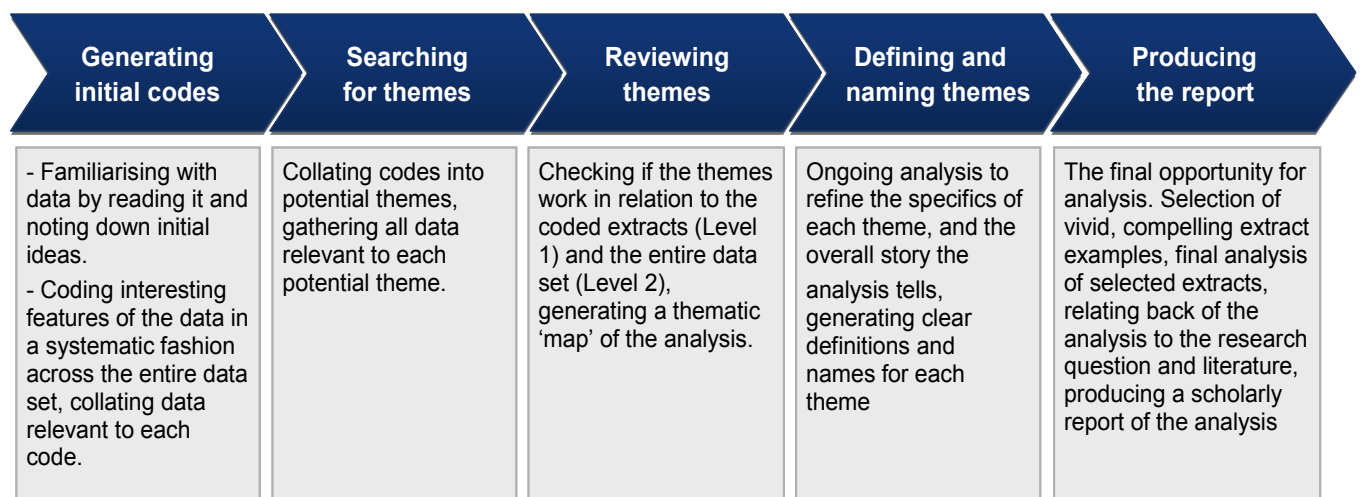 Generating
initial codes
Searching
for themes
Reviewing
themes
Defining and
naming themes
Producing
the report
- Familiarising with
data by reading it and
noting down initial
ideas.
- Coding interesting
features of the data in
a systematic fashion
across the entire data
set, collating data
relevant to each
code.
Collating codes into
potential themes,
gathering all data
relevant to each
potential theme.
Checking if the themes
work in relation to the
coded extracts (Level
1) and the entire data
set (Level 2),
generating a thematic
‘map’ of the analysis.
Ongoing analysis to
refine the specifics of
each theme, and the
overall story the
analysis tells,
generating clear
definitions and
names for each
theme
The final opportunity for
analysis. Selection of
vivid, compelling extract
examples, final analysis
of selected extracts,
relating back of the
analysis to the research
question and literature,
producing a scholarly
report of the analysis